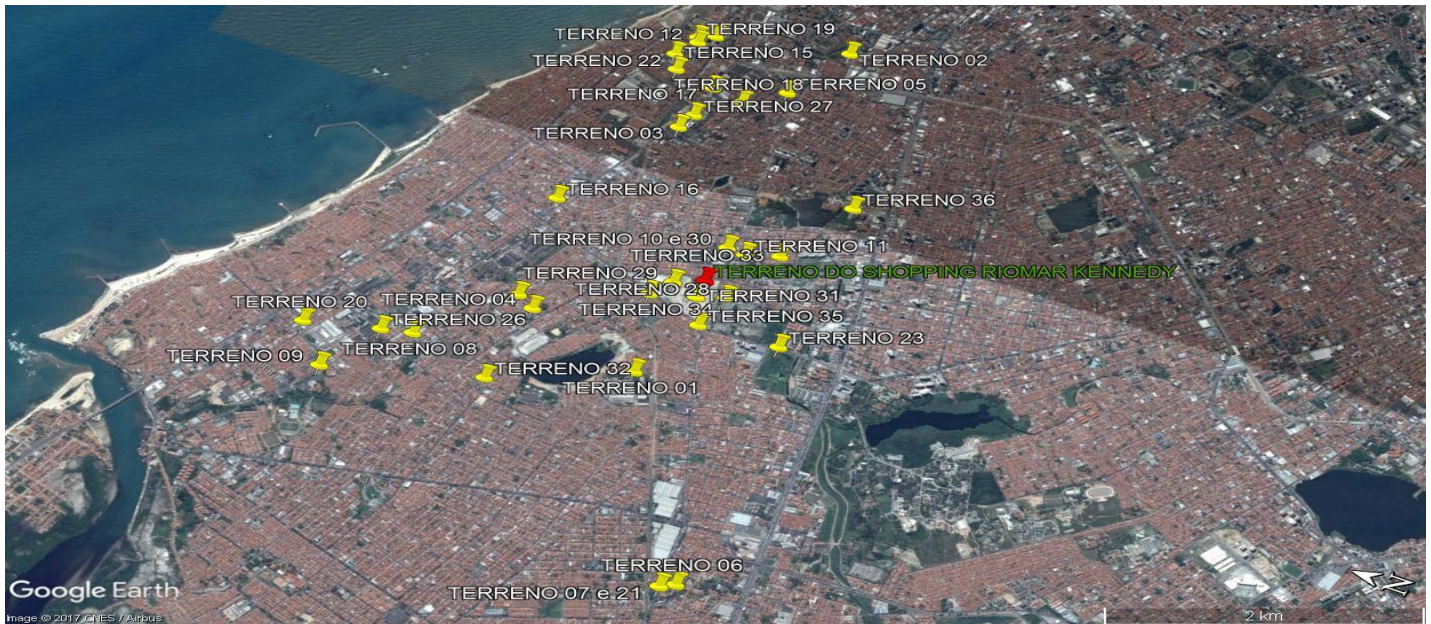 TERRENO 12
TERRENO 19
TERRENO 15
TERRENO 22
TERRENO 02
TERRENO 17
TERRENO 18
TERRENO 05
TERRENO 27
TERRENO 03
TERRENO 16
TERRENO 36
TERRENO 10 e 30
TERRENO 11
TERRENO 33
TERRENO DO SHOPPING RIOMAR KENNEDY
TERRENO 29
TERRENO 28
TERRENO 31
TERRENO 20
TERRENO 04
TERRENO 26
TERRENO 34
TERRENO 35
TERRENO 23
TERRENO 08
TERRENO 09
TERRENO 32
TERRENO 01
TERRENO 06
TERRENO 07 e 21
Google Earth
Image © 2017 CNES / Airbus
2 km